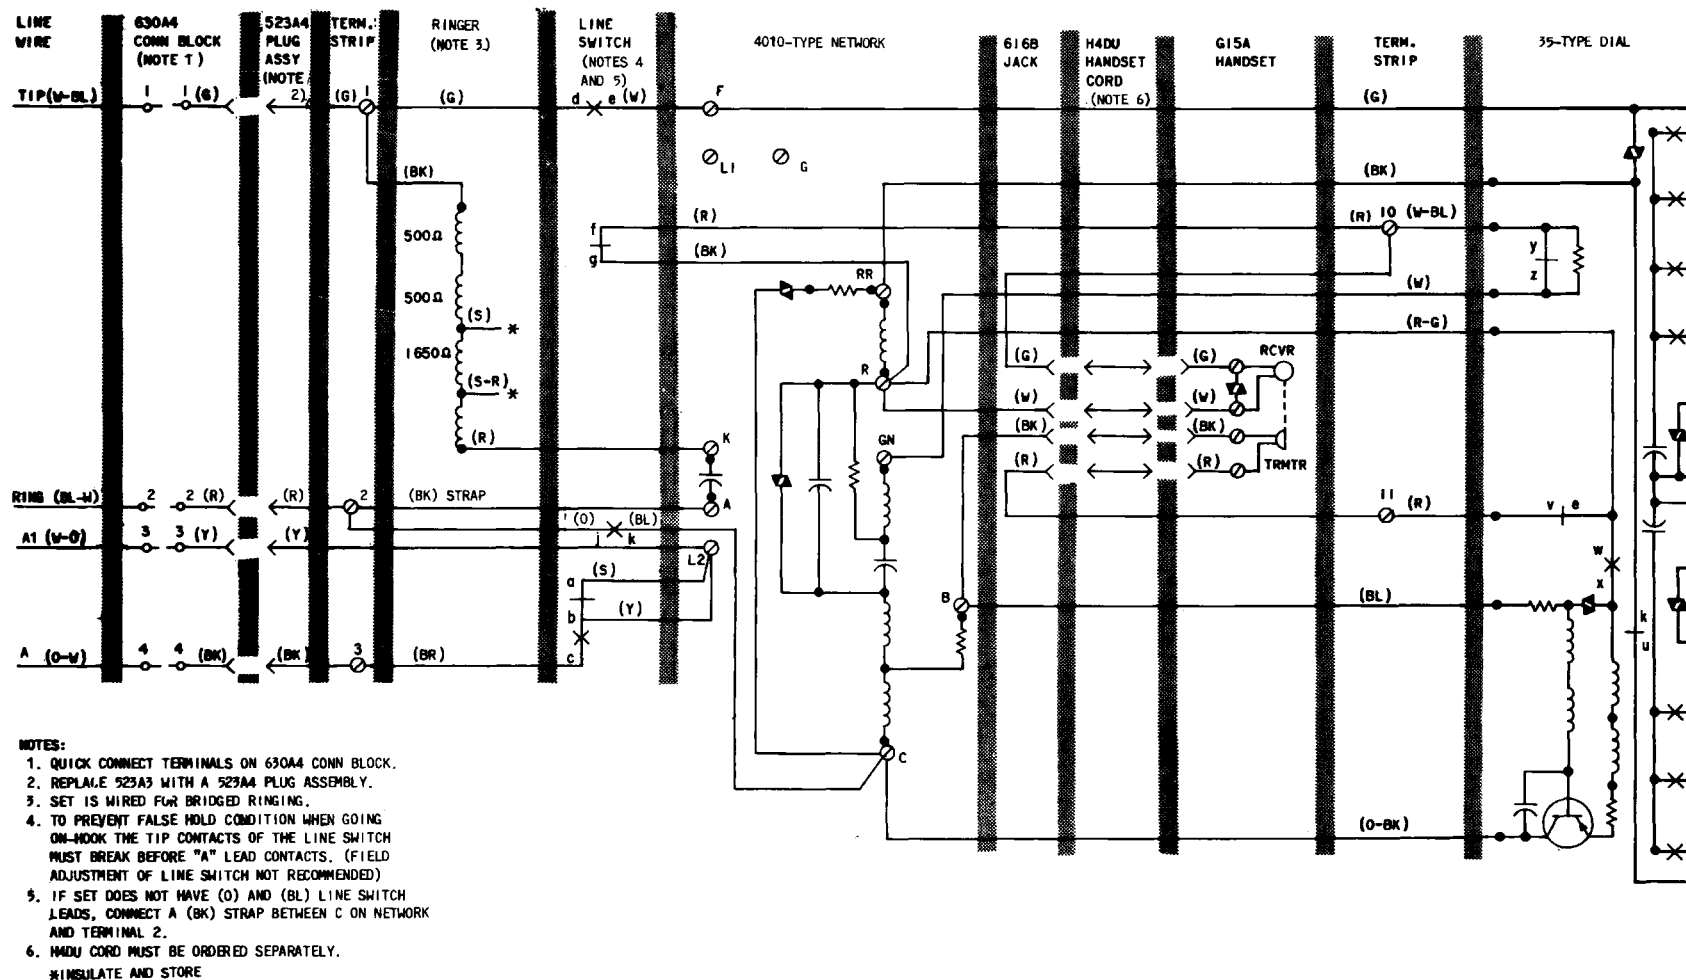 LINE WIRE
630A4 CONN BLOCK (NOTE 1)
523A4 PLUG ASSY (NOTE 2)
TERM. STRIP
RINGER (NOTE 3.)
LINE SWITCH (NOTES 4 AND 5)
4010-TYPE NETWORK
616B JACK
H4DU HANDSET CORD (NOTE 6)
G15A HANDSET
TERM. STRIP
35-TYPE DIAL
TIP(W-BL) 1 1 (G) (G) 1 (G) d e (W) F (G)
L1 G
(BK) (BK)
f (R) (R) 10 (W-BL)
500Ω g (BK) y
RR z
500Ω (W)
(S) * (R-G)
1650Ω (G) (G) RCVR
(S-R) * R
(W) (W)
(R) K GN (BK) (BK)
(R) (R) TRMTR
RING (BL-W) 2 2 (R) (R) 2 (BK) STRAP A 11 (R) v e
(O) (BL)
A1 (W-O) 3 3 (Y) (Y) j k L2 w
a (S) x
b (Y) B (BL) k
A (O-W) 4 4 (BK) (BK) 3 (BR) c u
C
(O-BK)
NOTES:
1. QUICK CONNECT TERMINALS ON 630A4 CONN BLOCK.
2. REPLACE 523A3 WITH A 523A4 PLUG ASSEMBLY.
3. SET IS WIRED FOR BRIDGED RINGING.
4. TO PREVENT FALSE HOLD CONDITION WHEN GOING
ON-HOOK THE TIP CONTACTS OF THE LINE SWITCH
MUST BREAK BEFORE "A" LEAD CONTACTS. (FIELD
ADJUSTMENT OF LINE SWITCH NOT RECOMMENDED)
5. IF SET DOES NOT HAVE (O) AND (BL) LINE SWITCH
LEADS, CONNECT A (BK) STRAP BETWEEN C ON NETWORK
AND TERMINAL 2.
6. H4DU CORD MUST BE ORDERED SEPARATELY.
*INSULATE AND STORE